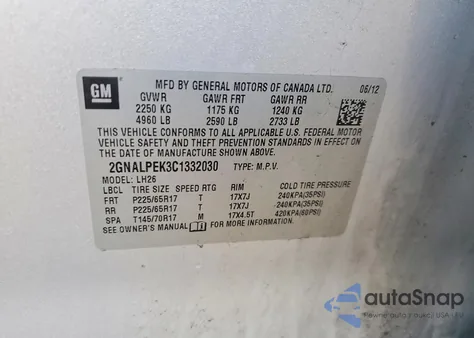 GM
MFD BY GENERAL MOTORS OF CANADA LTD. 06/12
GVWR GAWR FRT GAWR RR
2250 KG 1175 KG 1240 KG
4960 LB 2590 LB 2733 LB
THIS VEHICLE CONFORMS TO ALL APPLICABLE U.S. FEDERAL MOTOR
VEHICLE SAFETY, BUMPER, AND THEFT PREVENTION STANDARDS IN EFFECT ON THE
DATE OF MANUFACTURE SHOWN ABOVE.
2GNALPEK3C1332030 TYPE: M.P.V.
MODEL: LH26
LBCL TIRE SIZE SPEED RTG RIM COLD TIRE PRESSURE
FRT P225/65R17 T 17X7J 240KPA(35PSI)
RR P225/65R17 T 17X7J 240KPA(35PSI)
SPA T145/70R17 M 17X4.5T 420KPA(60PSI)
SEE OWNER'S MANUAL FOR MORE INFORMATION
autoSnap